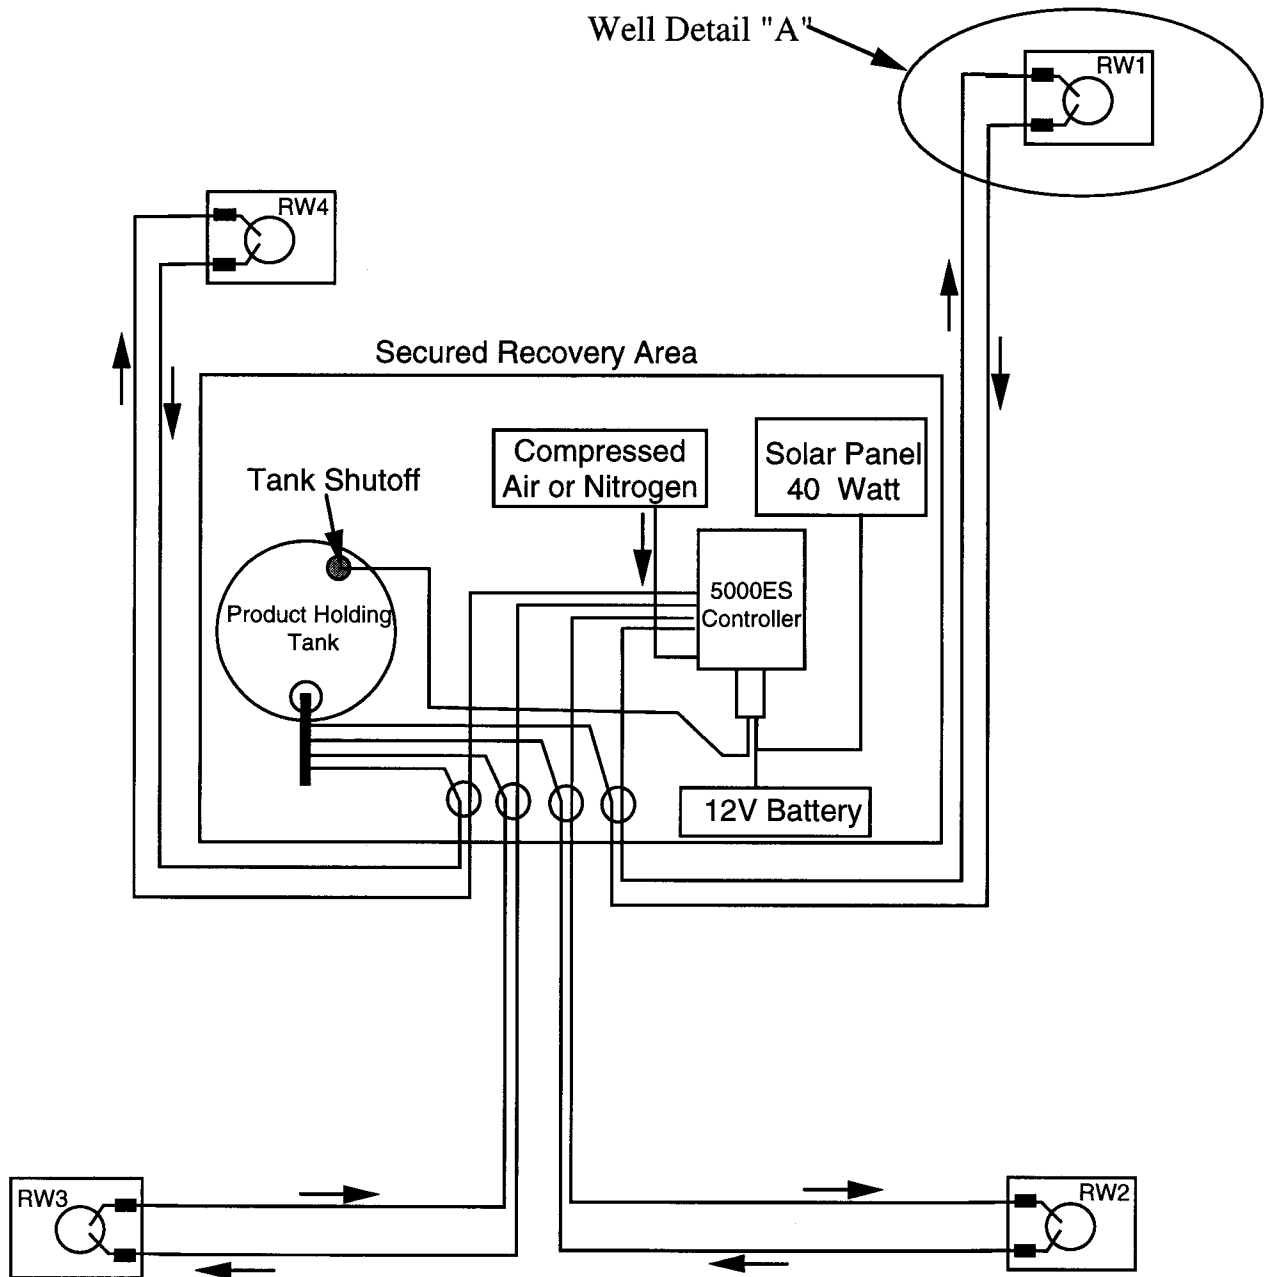 Well Detail "A"
RW1
RW4
Secured Recovery Area
Compressed
Air or Nitrogen
Solar Panel
40 Watt
Tank Shutoff
5000ES
Controller
Product Holding
Tank
12V Battery
RW3
RW2